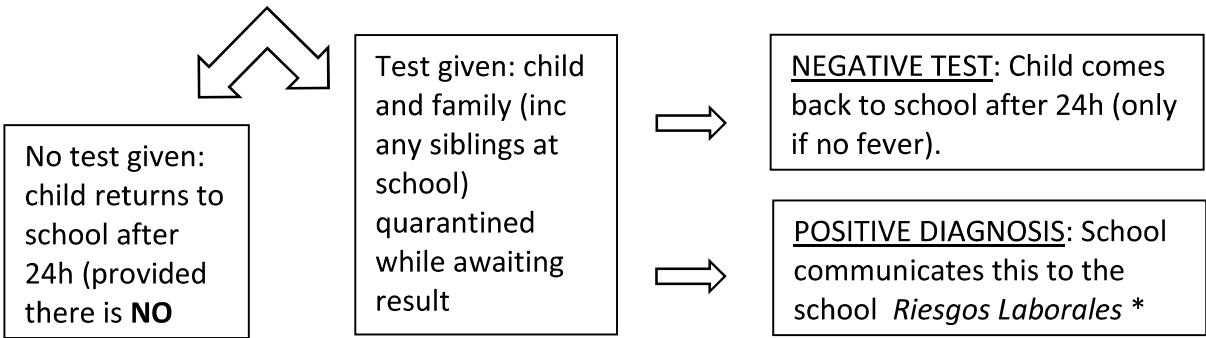 No test given:
child returns to
school after
24h (provided
there is NO
Test given: child
and family (inc
any siblings at
school)
quarantined
while awaiting
result
NEGATIVE TEST: Child comes
back to school after 24h (only
if no fever).
POSITIVE DIAGNOSIS: School
communicates this to the
school Riesgos Laborales *